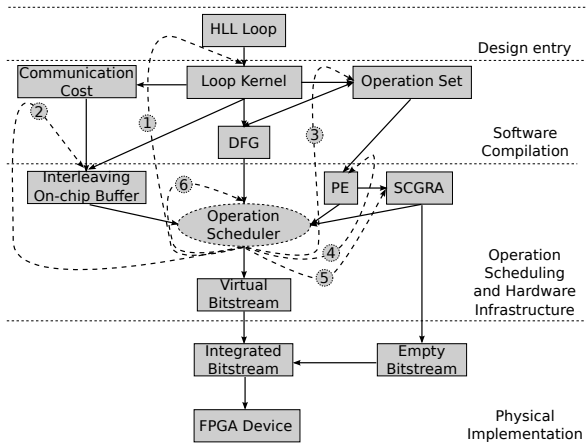 HLL Loop
Design entry
Communication
Cost
Loop Kernel
Operation Set
2
1
3
DFG
Software
Compilation
Interleaving
On-chip Buffer
6
PE
SCGRA
Operation
Scheduler
4
5
Operation
Scheduling
and Hardware
Infrastructure
Virtual
Bitstream
Integrated
Bitstream
Empty
Bitstream
FPGA Device
Physical
Implementation